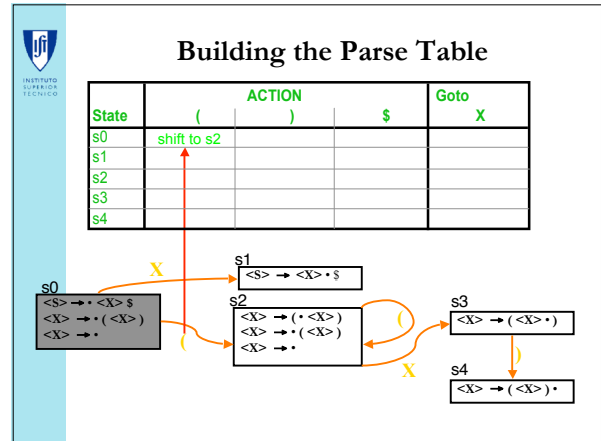 Building the Parse Table
INSTITUTO
SUPERIOR
TECNICO
ACTION Goto
State ( ) $ X
s0 shift to s2
s1
s2
s3
s4
s1
X
<S> → <X> • $
s0
<S> → • <X> $
<X> → • ( <X> )
<X> → •
(
s2
<X> → ( • <X> )
<X> → • ( <X> )
<X> → •
(
X
s3
<X> → ( <X> • )
)
s4
<X> → ( <X> ) •